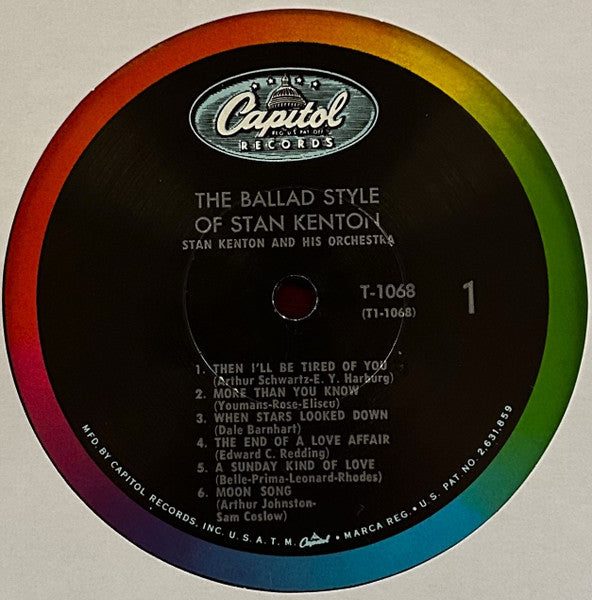 Capitol
REG. U.S. PAT. OFF.
RECORDS
THE BALLAD STYLE
OF STAN KENTON
STAN KENTON AND HIS ORCHESTRA
T-1068
(T1-1068)
1
1. THEN I'LL BE TIRED OF YOU
(Arthur Schwartz-E. Y. Harburg)
2. MORE THAN YOU KNOW
(Youmans-Rose-Eliscu)
3. WHEN STARS LOOKED DOWN
(Dale Barnhart)
4. THE END OF A LOVE AFFAIR
(Edward C. Redding)
5. A SUNDAY KIND OF LOVE
(Belle-Prima-Leonard-Rhodes)
6. MOON SONG
(Arthur Johnston-
Sam Coslow)
MFD. BY CAPITOL RECORDS, INC. U.S.A. T.M. Capitol • MARCA REG. • U.S. PAT. NO. 2,631,859